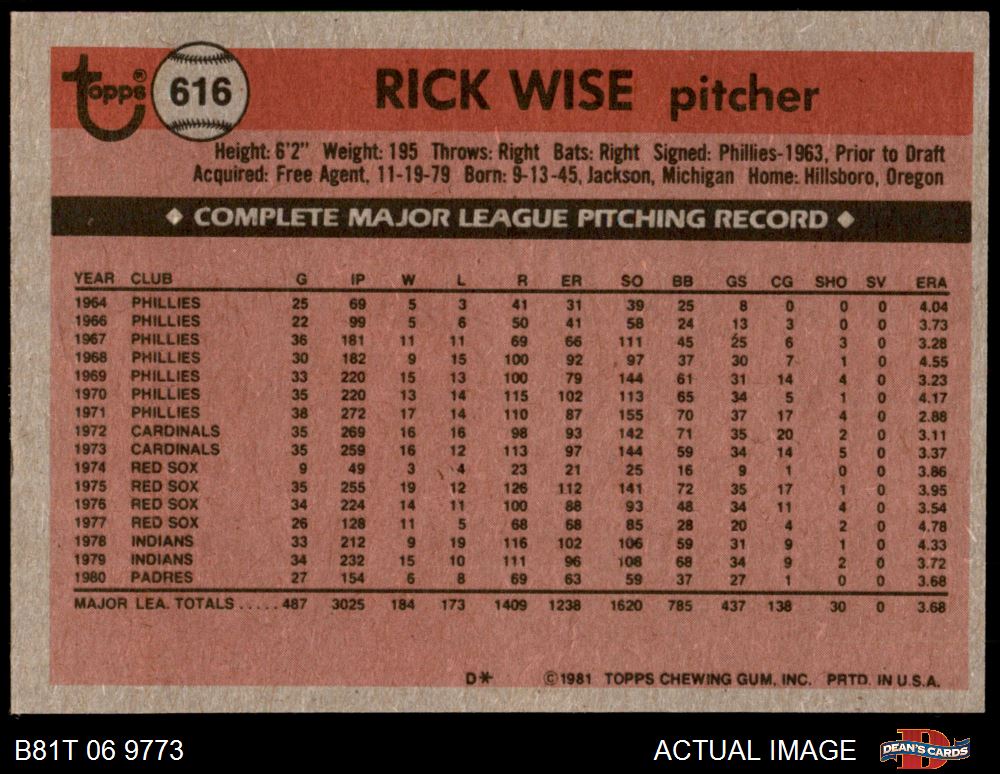 Topps® 616 RICK WISE pitcher
Height: 6'2" Weight: 195 Throws: Right Bats: Right Signed: Phillies-1963, Prior to Draft
Acquired: Free Agent, 11-19-79 Born: 9-13-45, Jackson, Michigan Home: Hillsboro, Oregon
◆ COMPLETE MAJOR LEAGUE PITCHING RECORD ◆
YEAR CLUB G IP W L R ER SO BB GS CG SHO SV ERA
1964 PHILLIES 25 69 5 3 41 31 39 25 8 0 0 0 4.04
1966 PHILLIES 22 99 5 6 50 41 58 24 13 3 0 0 3.73
1967 PHILLIES 36 181 11 11 69 66 111 45 25 6 3 0 3.28
1968 PHILLIES 30 182 9 15 100 92 97 37 30 7 1 0 4.55
1969 PHILLIES 33 220 15 13 100 79 144 61 31 14 4 0 3.23
1970 PHILLIES 35 220 13 14 115 102 113 65 34 5 1 0 4.17
1971 PHILLIES 38 272 17 14 110 87 155 70 37 17 4 0 2.88
1972 CARDINALS 35 269 16 16 98 93 142 71 35 20 2 0 3.11
1973 CARDINALS 35 259 16 12 113 97 144 59 34 14 5 0 3.37
1974 RED SOX 9 49 3 4 23 21 25 16 9 1 0 0 3.86
1975 RED SOX 35 255 19 12 126 112 141 72 35 17 1 0 3.95
1976 RED SOX 34 224 14 11 100 88 93 48 34 11 4 0 3.54
1977 RED SOX 26 128 11 5 68 68 85 28 20 4 2 0 4.78
1978 INDIANS 33 212 9 19 116 102 106 59 31 9 1 0 4.33
1979 INDIANS 34 232 15 10 111 96 108 68 34 9 2 0 3.72
1980 PADRES 27 154 6 8 69 63 59 37 27 1 0 0 3.68
MAJOR LEA. TOTALS..... 487 3025 184 173 1409 1238 1620 785 437 138 30 0 3.68
D* ©1981 TOPPS CHEWING GUM, INC. PRTD. IN U.S.A.
B81T 06 9773 ACTUAL IMAGE DEAN'S CARDS